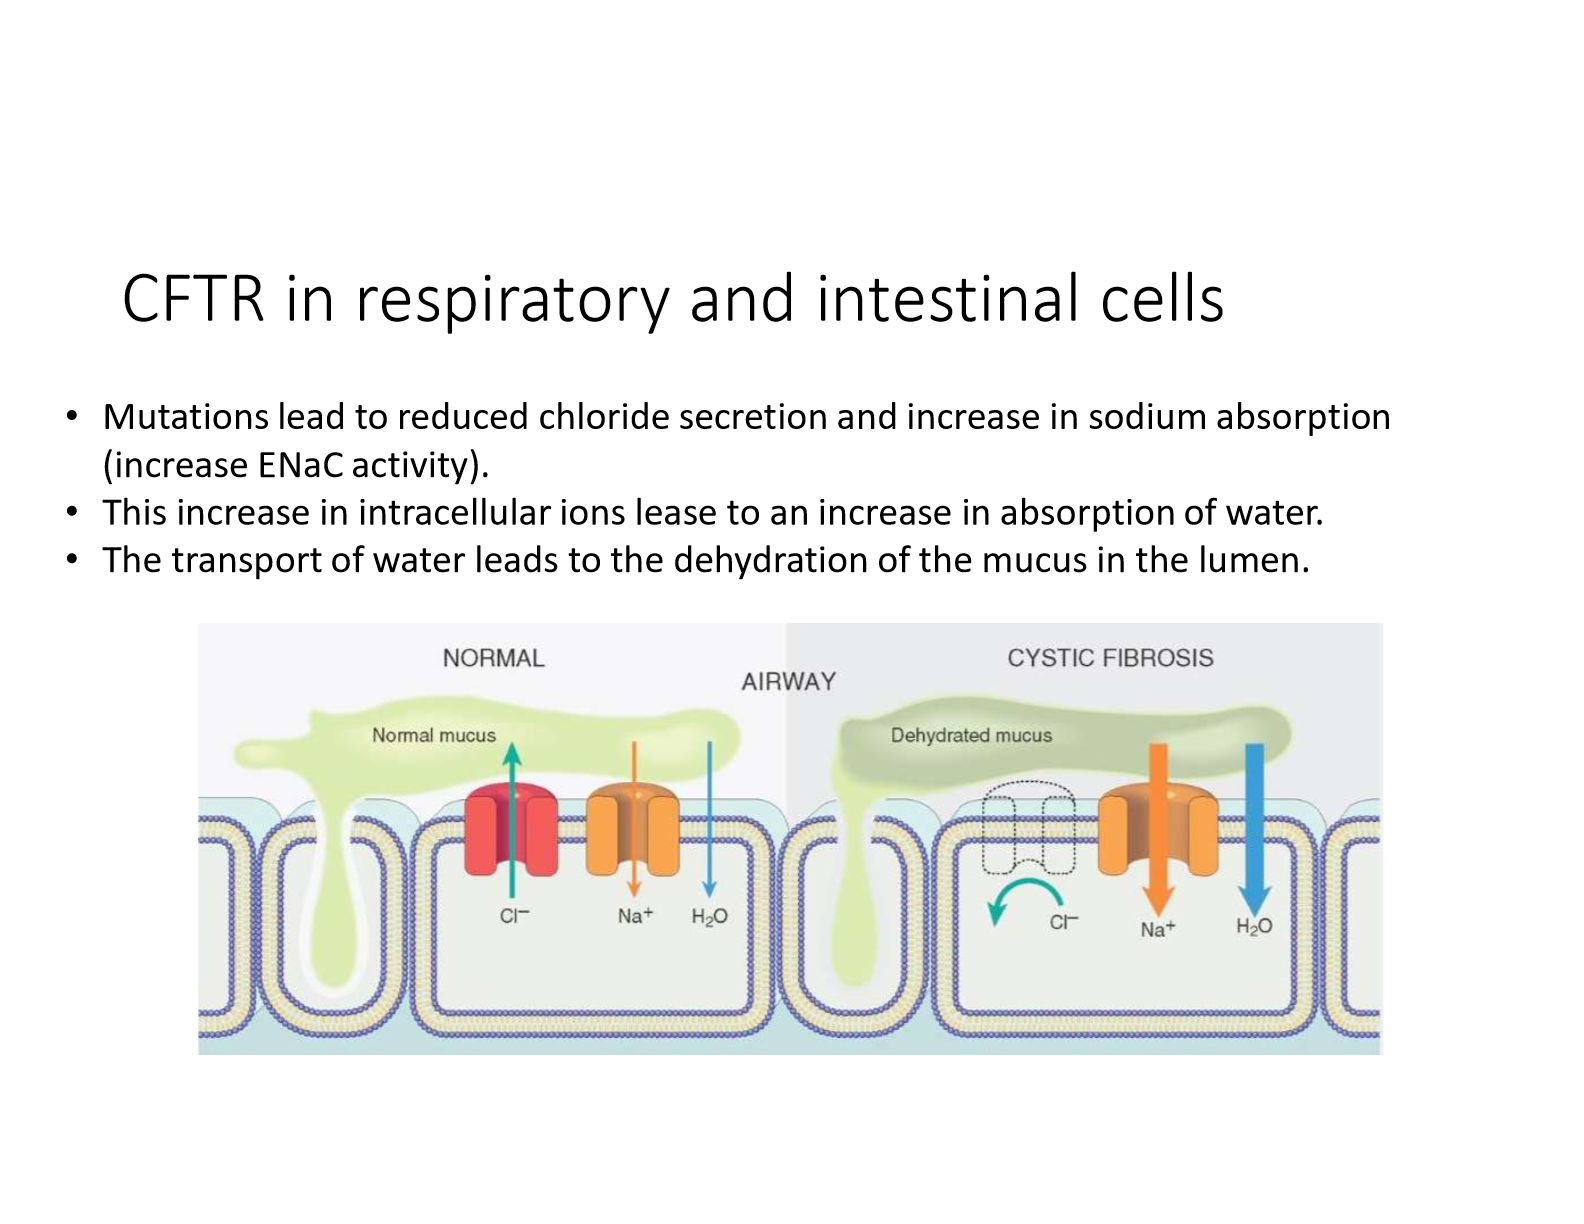 CFTR in respiratory and intestinal cells
• Mutations lead to reduced chloride secretion and increase in sodium absorption
(increase ENaC activity).
• This increase in intracellular ions lease to an increase in absorption of water.
• The transport of water leads to the dehydration of the mucus in the lumen.
NORMAL
CYSTIC FIBROSIS
AIRWAY
Normal mucus
Dehydrated mucus
Cl⁻
Na⁺
H₂O
Cl⁻
Na⁺
H₂O